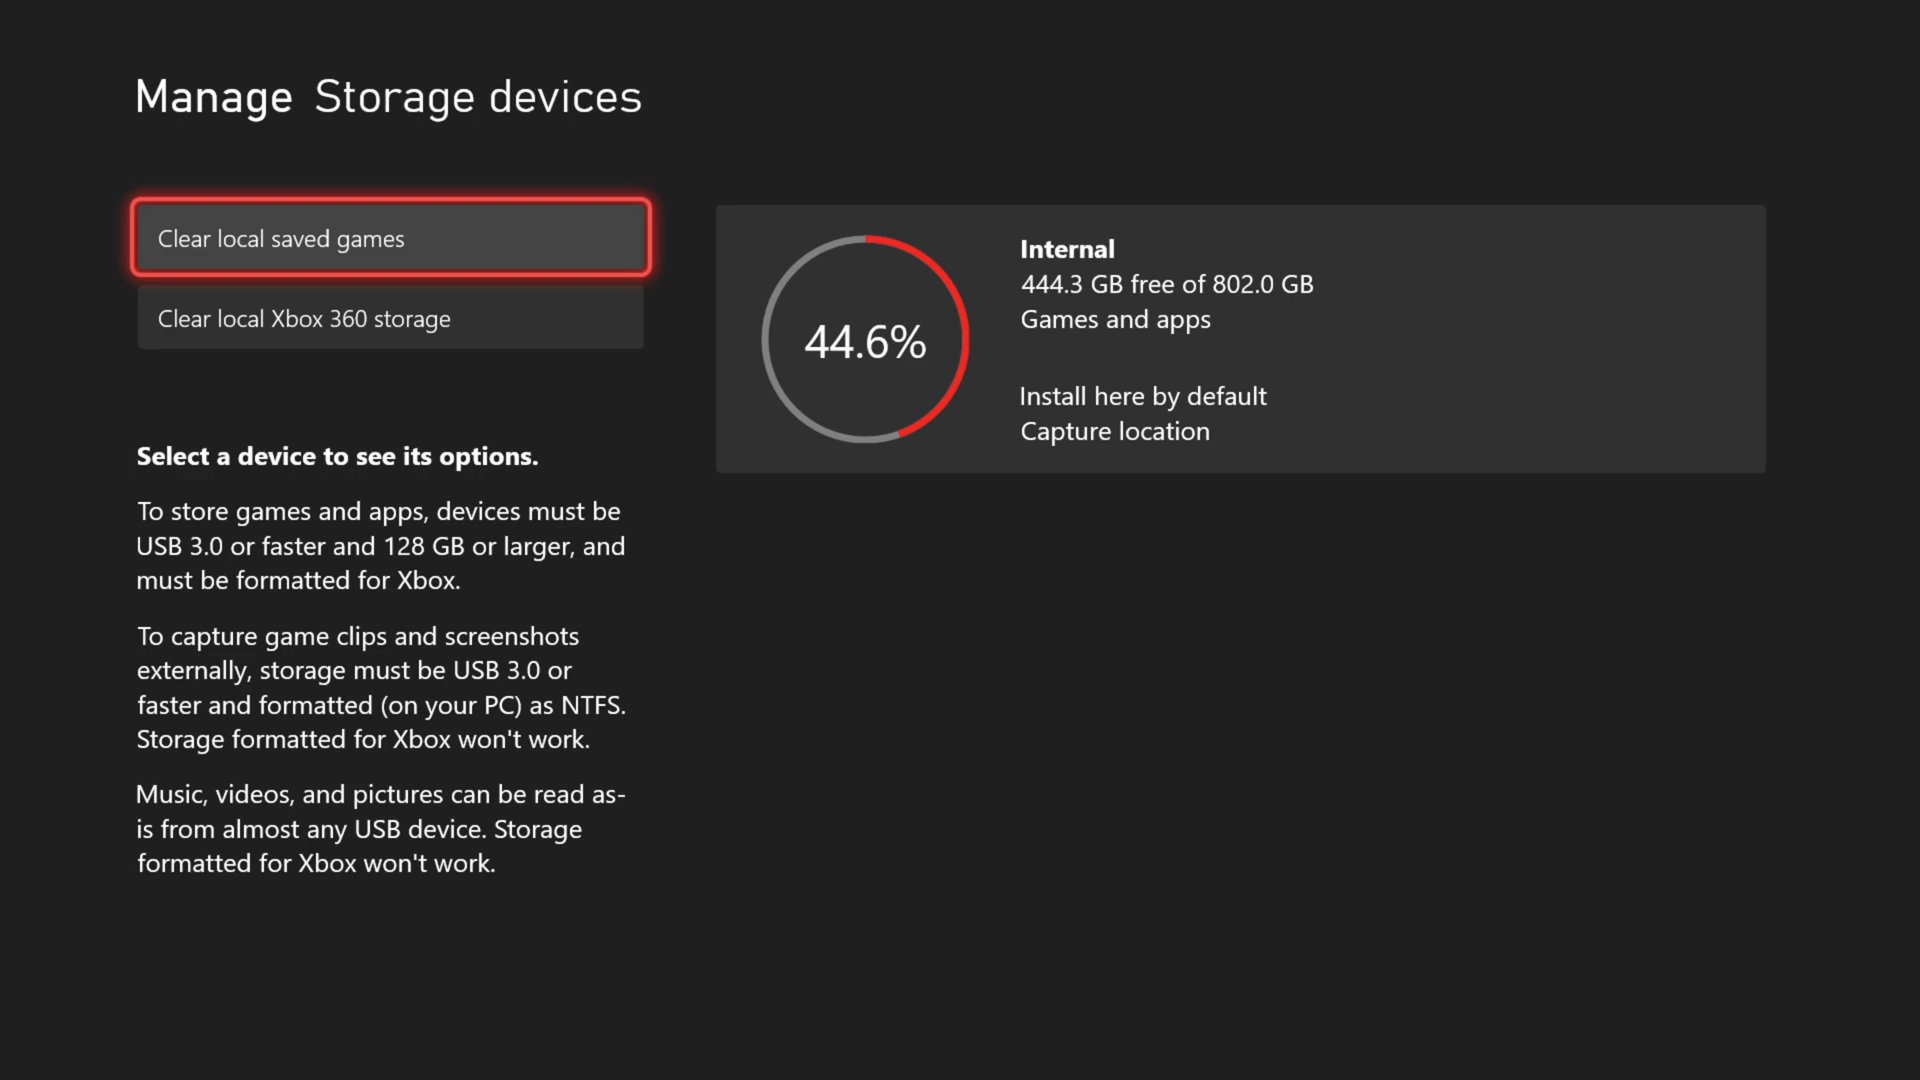 Manage Storage devices
Clear local saved games
Clear local Xbox 360 storage
Select a device to see its options.
To store games and apps, devices must be
USB 3.0 or faster and 128 GB or larger, and
must be formatted for Xbox.
To capture game clips and screenshots
externally, storage must be USB 3.0 or
faster and formatted (on your PC) as NTFS.
Storage formatted for Xbox won't work.
Music, videos, and pictures can be read as-
is from almost any USB device. Storage
formatted for Xbox won't work.
44.6%
Internal
444.3 GB free of 802.0 GB
Games and apps
Install here by default
Capture location